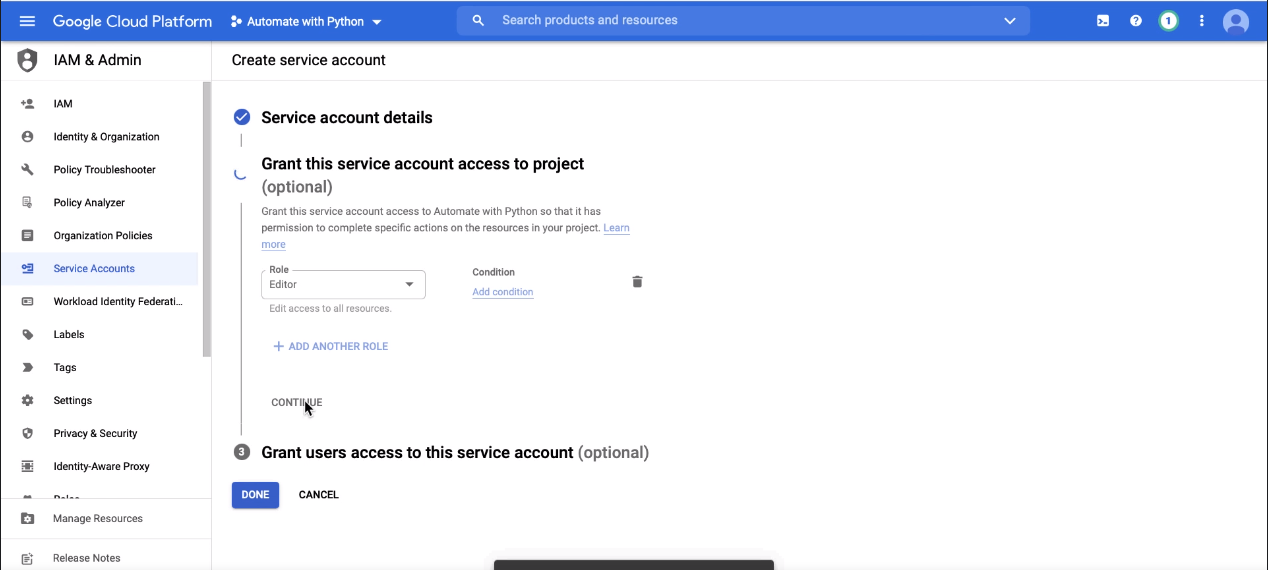 Google Cloud Platform
Automate with Python
Search products and resources
1
IAM & Admin
Create service account
IAM
Identity & Organization
Policy Troubleshooter
Policy Analyzer
Organization Policies
Service Accounts
Workload Identity Federati...
Labels
Tags
Settings
Privacy & Security
Identity-Aware Proxy
Manage Resources
Release Notes
Service account details
Grant this service account access to project
(optional)
Grant this service account access to Automate with Python so that it has
permission to complete specific actions on the resources in your project. Learn
more
Role
Editor
Edit access to all resources.
Condition
Add condition
+ ADD ANOTHER ROLE
CONTINUE
3 Grant users access to this service account (optional)
DONE
CANCEL